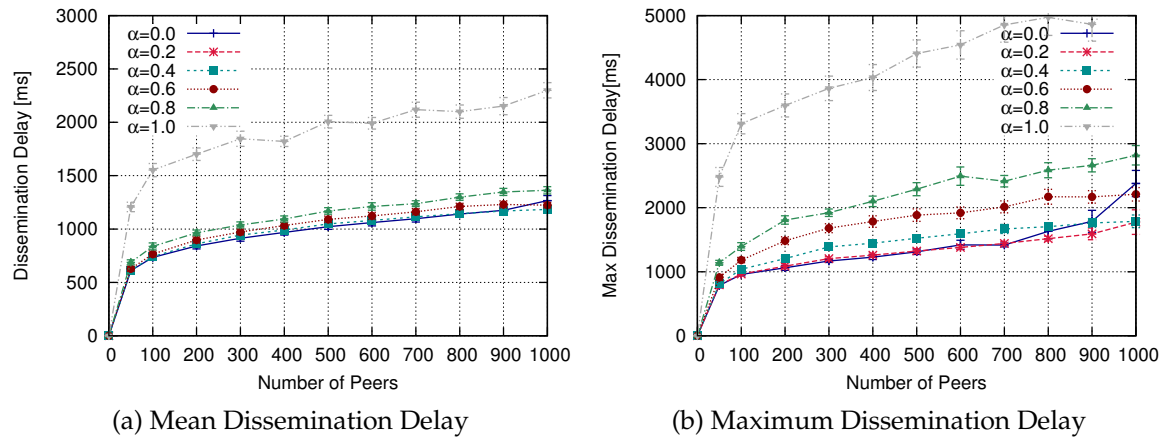 3000
2500
2000
1500
1000
500
0
Dissemination Delay [ms]
α=0.0
α=0.2
α=0.4
α=0.6
α=0.8
α=1.0
0 100 200 300 400 500 600 700 800 900 1000
Number of Peers
(a) Mean Dissemination Delay
5000
4000
3000
2000
1000
0
Max Dissemination Delay[ms]
α=0.0
α=0.2
α=0.4
α=0.6
α=0.8
α=1.0
0 100 200 300 400 500 600 700 800 900 1000
Number of Peers
(b) Maximum Dissemination Delay